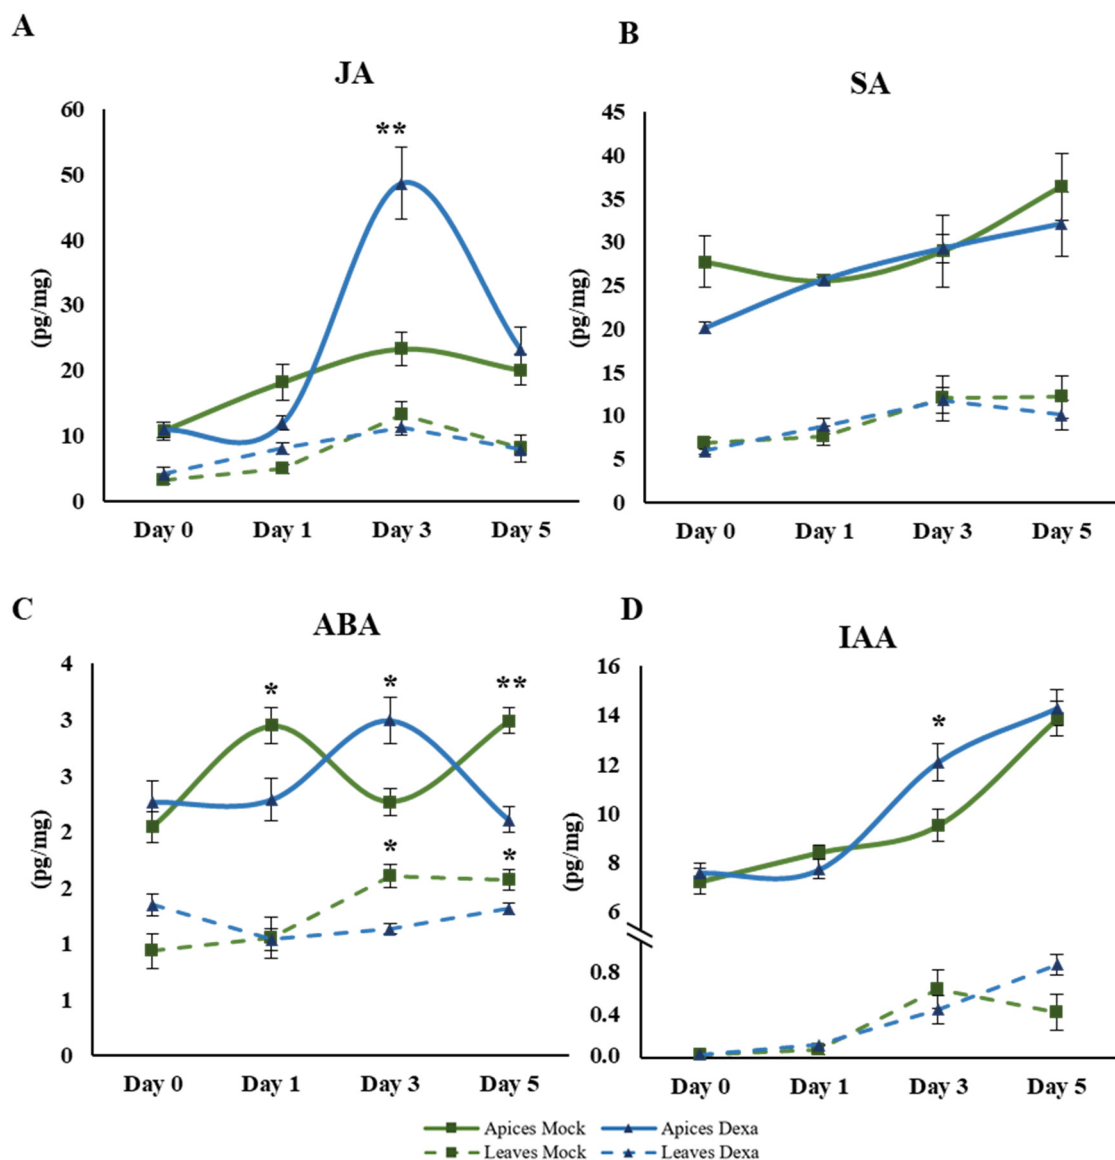 A
JA
(pg/mg)
60
50
40
30
20
10
0
**
Day 0 Day 1 Day 3 Day 5
B
SA
(pg/mg)
45
40
35
30
25
20
15
10
5
0
Day 0 Day 1 Day 3 Day 5
C
ABA
(pg/mg)
4
3
3
2
2
1
1
0
* * **
* *
Day 0 Day 1 Day 3 Day 5
D
IAA
(pg/mg)
16
14
12
10
8
6
0.8
0.4
0.0
*
Day 0 Day 1 Day 3 Day 5
Apices Mock Apices Dexa
Leaves Mock Leaves Dexa